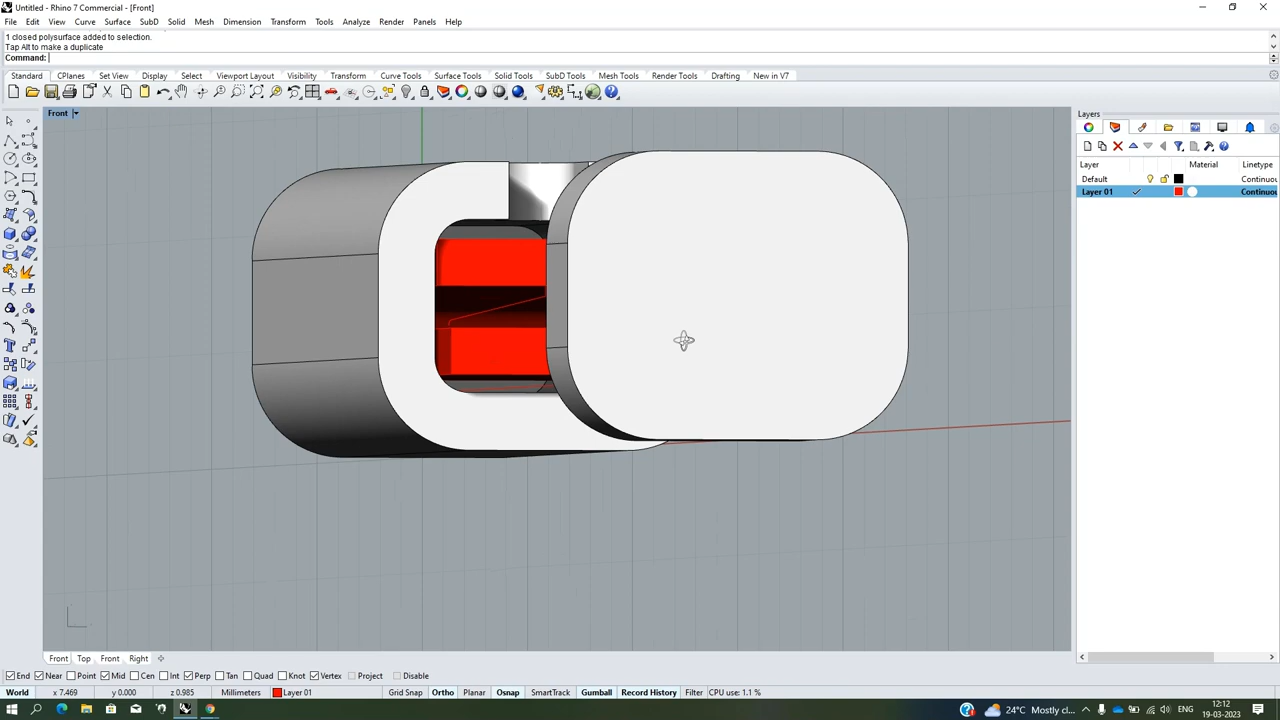 Untitled - Rhino 7 Commercial - [Front]
File Edit View Curve Surface SubD Solid Mesh Dimension Transform Tools Analyze Render Panels Help
1 closed polysurface added to selection.
Tap Alt to make a duplicate
Command:
Standard CPlanes Set View Display Select Viewport Layout Visibility Transform Curve Tools Surface Tools Solid Tools SubD Tools Mesh Tools Render Tools Drafting New in V7
Front
Layers
Layer Material Linetype
Default Continuou
Layer 01 Continuou
Front Top Front Right
End Near Point Mid Cen Int Perp Tan Quad Knot Vertex Project Disable
World x 7.469 y 0.000 z 0.985 Millimeters Layer 01 Grid Snap Ortho Planar Osnap SmartTrack Gumball Record History Filter CPU use: 1.1 %
24°C Mostly cl... ENG 12:12
19-03-2023